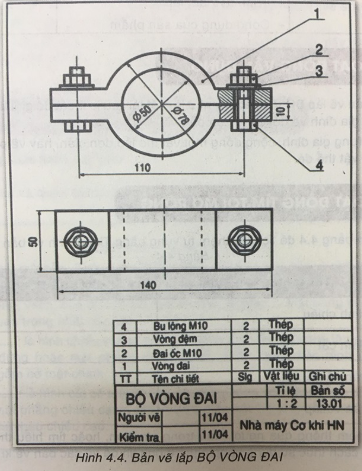 1
2
3
Ø50
Ø78
10
4
110
50
140
4 Bu lông M10 2 Thép
3 Vòng đệm 2 Thép
2 Đai ốc M10 2 Thép
1 Vòng đai 2 Thép
TT Tên chi tiết Slg Vật liệu Ghi chú
BỘ VÒNG ĐAI
Tỉ lệ Bản số
1 : 2 13.01
Người vẽ 11/04
Kiểm tra 11/04
Nhà máy Cơ khí HN
Hình 4.4. Bản vẽ lắp BỘ VÒNG ĐAI